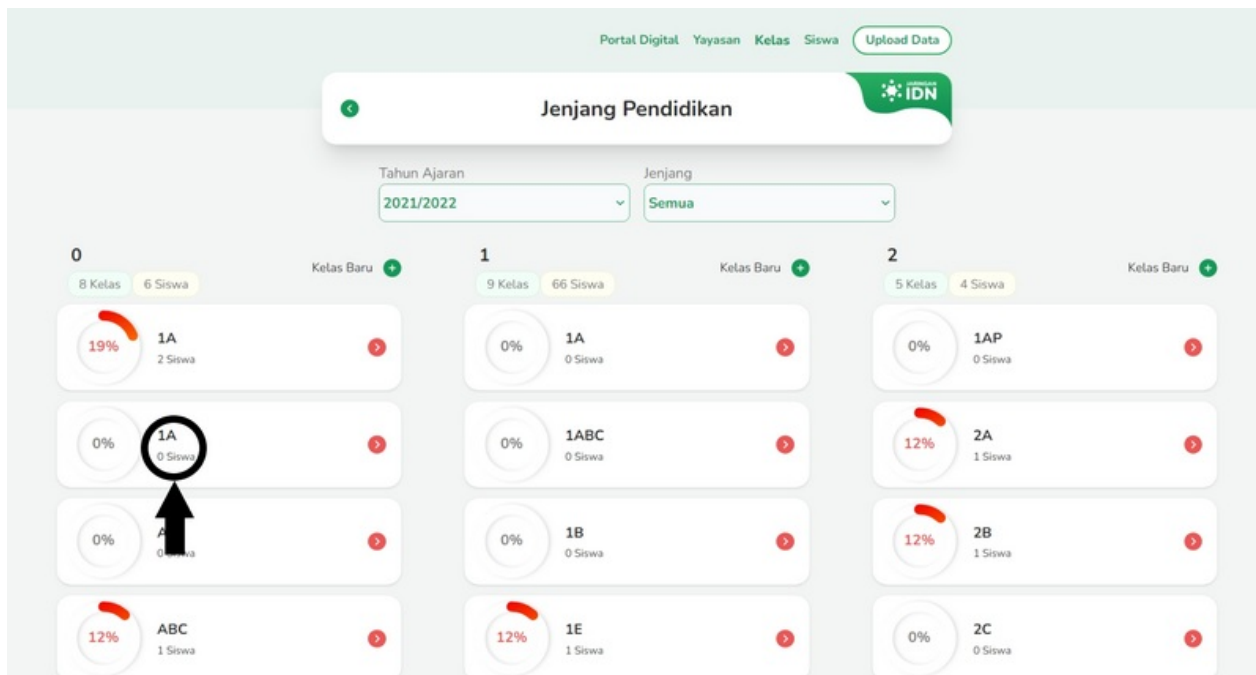 Portal Digital Yayasan Kelas Siswa Upload Data
Jenjang Pendidikan
JARINGAN
IDN
Tahun Ajaran
2021/2022
Jenjang
Semua
0
8 Kelas 6 Siswa
Kelas Baru
19%
1A
2 Siswa
0%
1A
0 Siswa
0%
12%
ABC
1 Siswa
1
9 Kelas 66 Siswa
Kelas Baru
0%
1A
0 Siswa
0%
1ABC
0 Siswa
0%
1B
0 Siswa
12%
1E
1 Siswa
2
5 Kelas 4 Siswa
Kelas Baru
0%
1AP
0 Siswa
12%
2A
1 Siswa
12%
2B
1 Siswa
0%
2C
0 Siswa